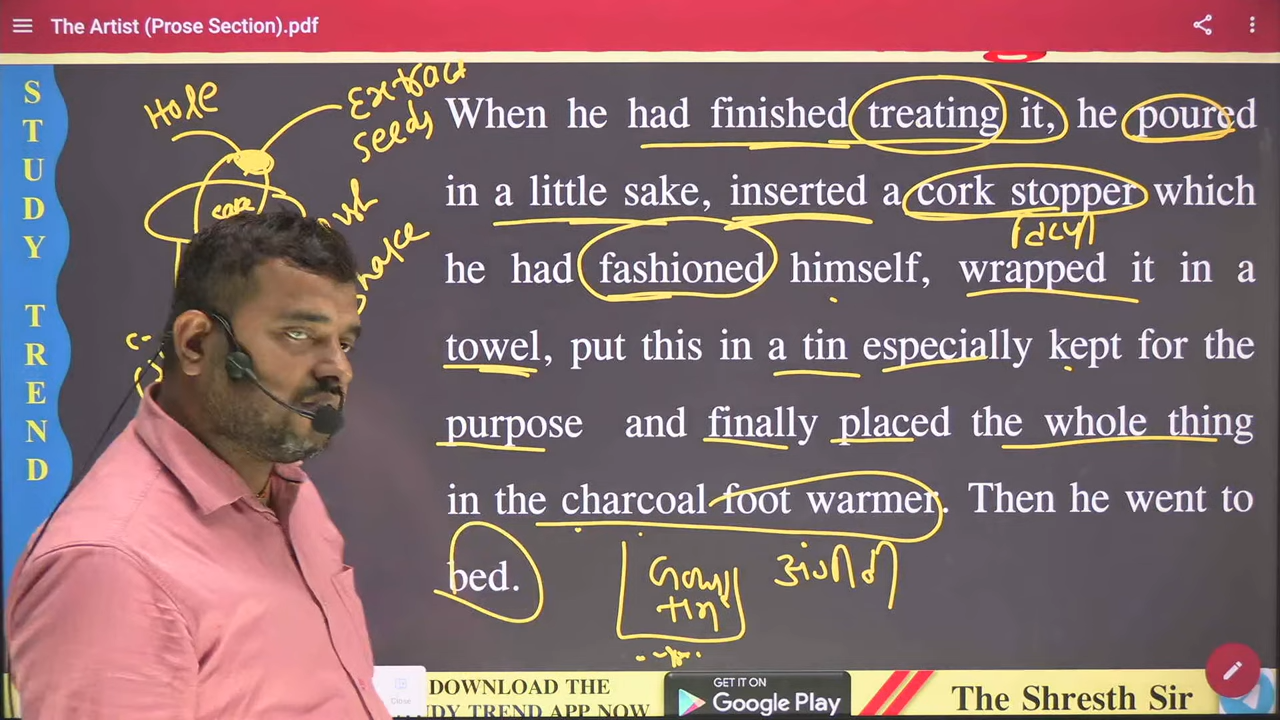 The Artist (Prose Section).pdf
STUDY TREND
Hole
Extract
seeds
sake
When he had finished treating it, he poured
in a little sake, inserted a cork stopper which
he had fashioned himself, wrapped it in a
towel, put this in a tin especially kept for the
purpose and finally placed the whole thing
in the charcoal foot warmer. Then he went to
bed.
Close
DOWNLOAD THE
DY TREND APP NOW
GET IT ON
Google Play
The Shresth Sir